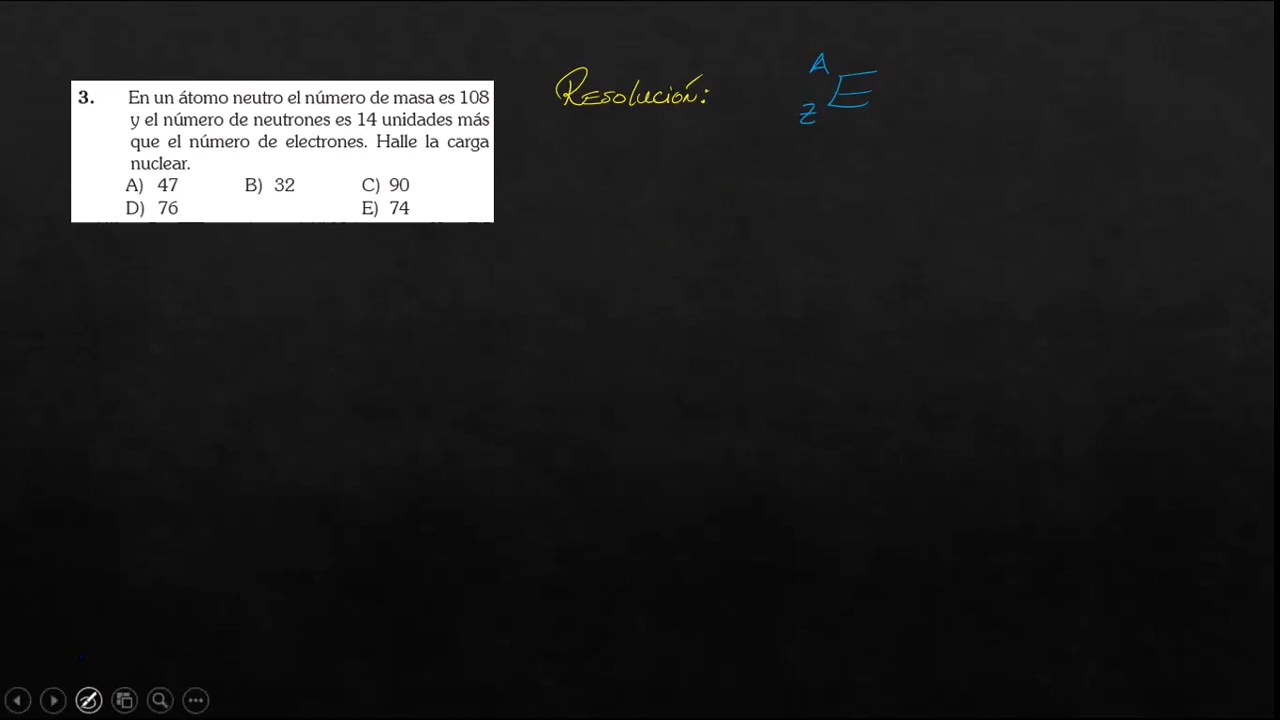 3. En un átomo neutro el número de masa es 108
y el número de neutrones es 14 unidades más
que el número de electrones. Halle la carga
nuclear.
A) 47 B) 32 C) 90
D) 76 E) 74
Resolución:
A
E
Z